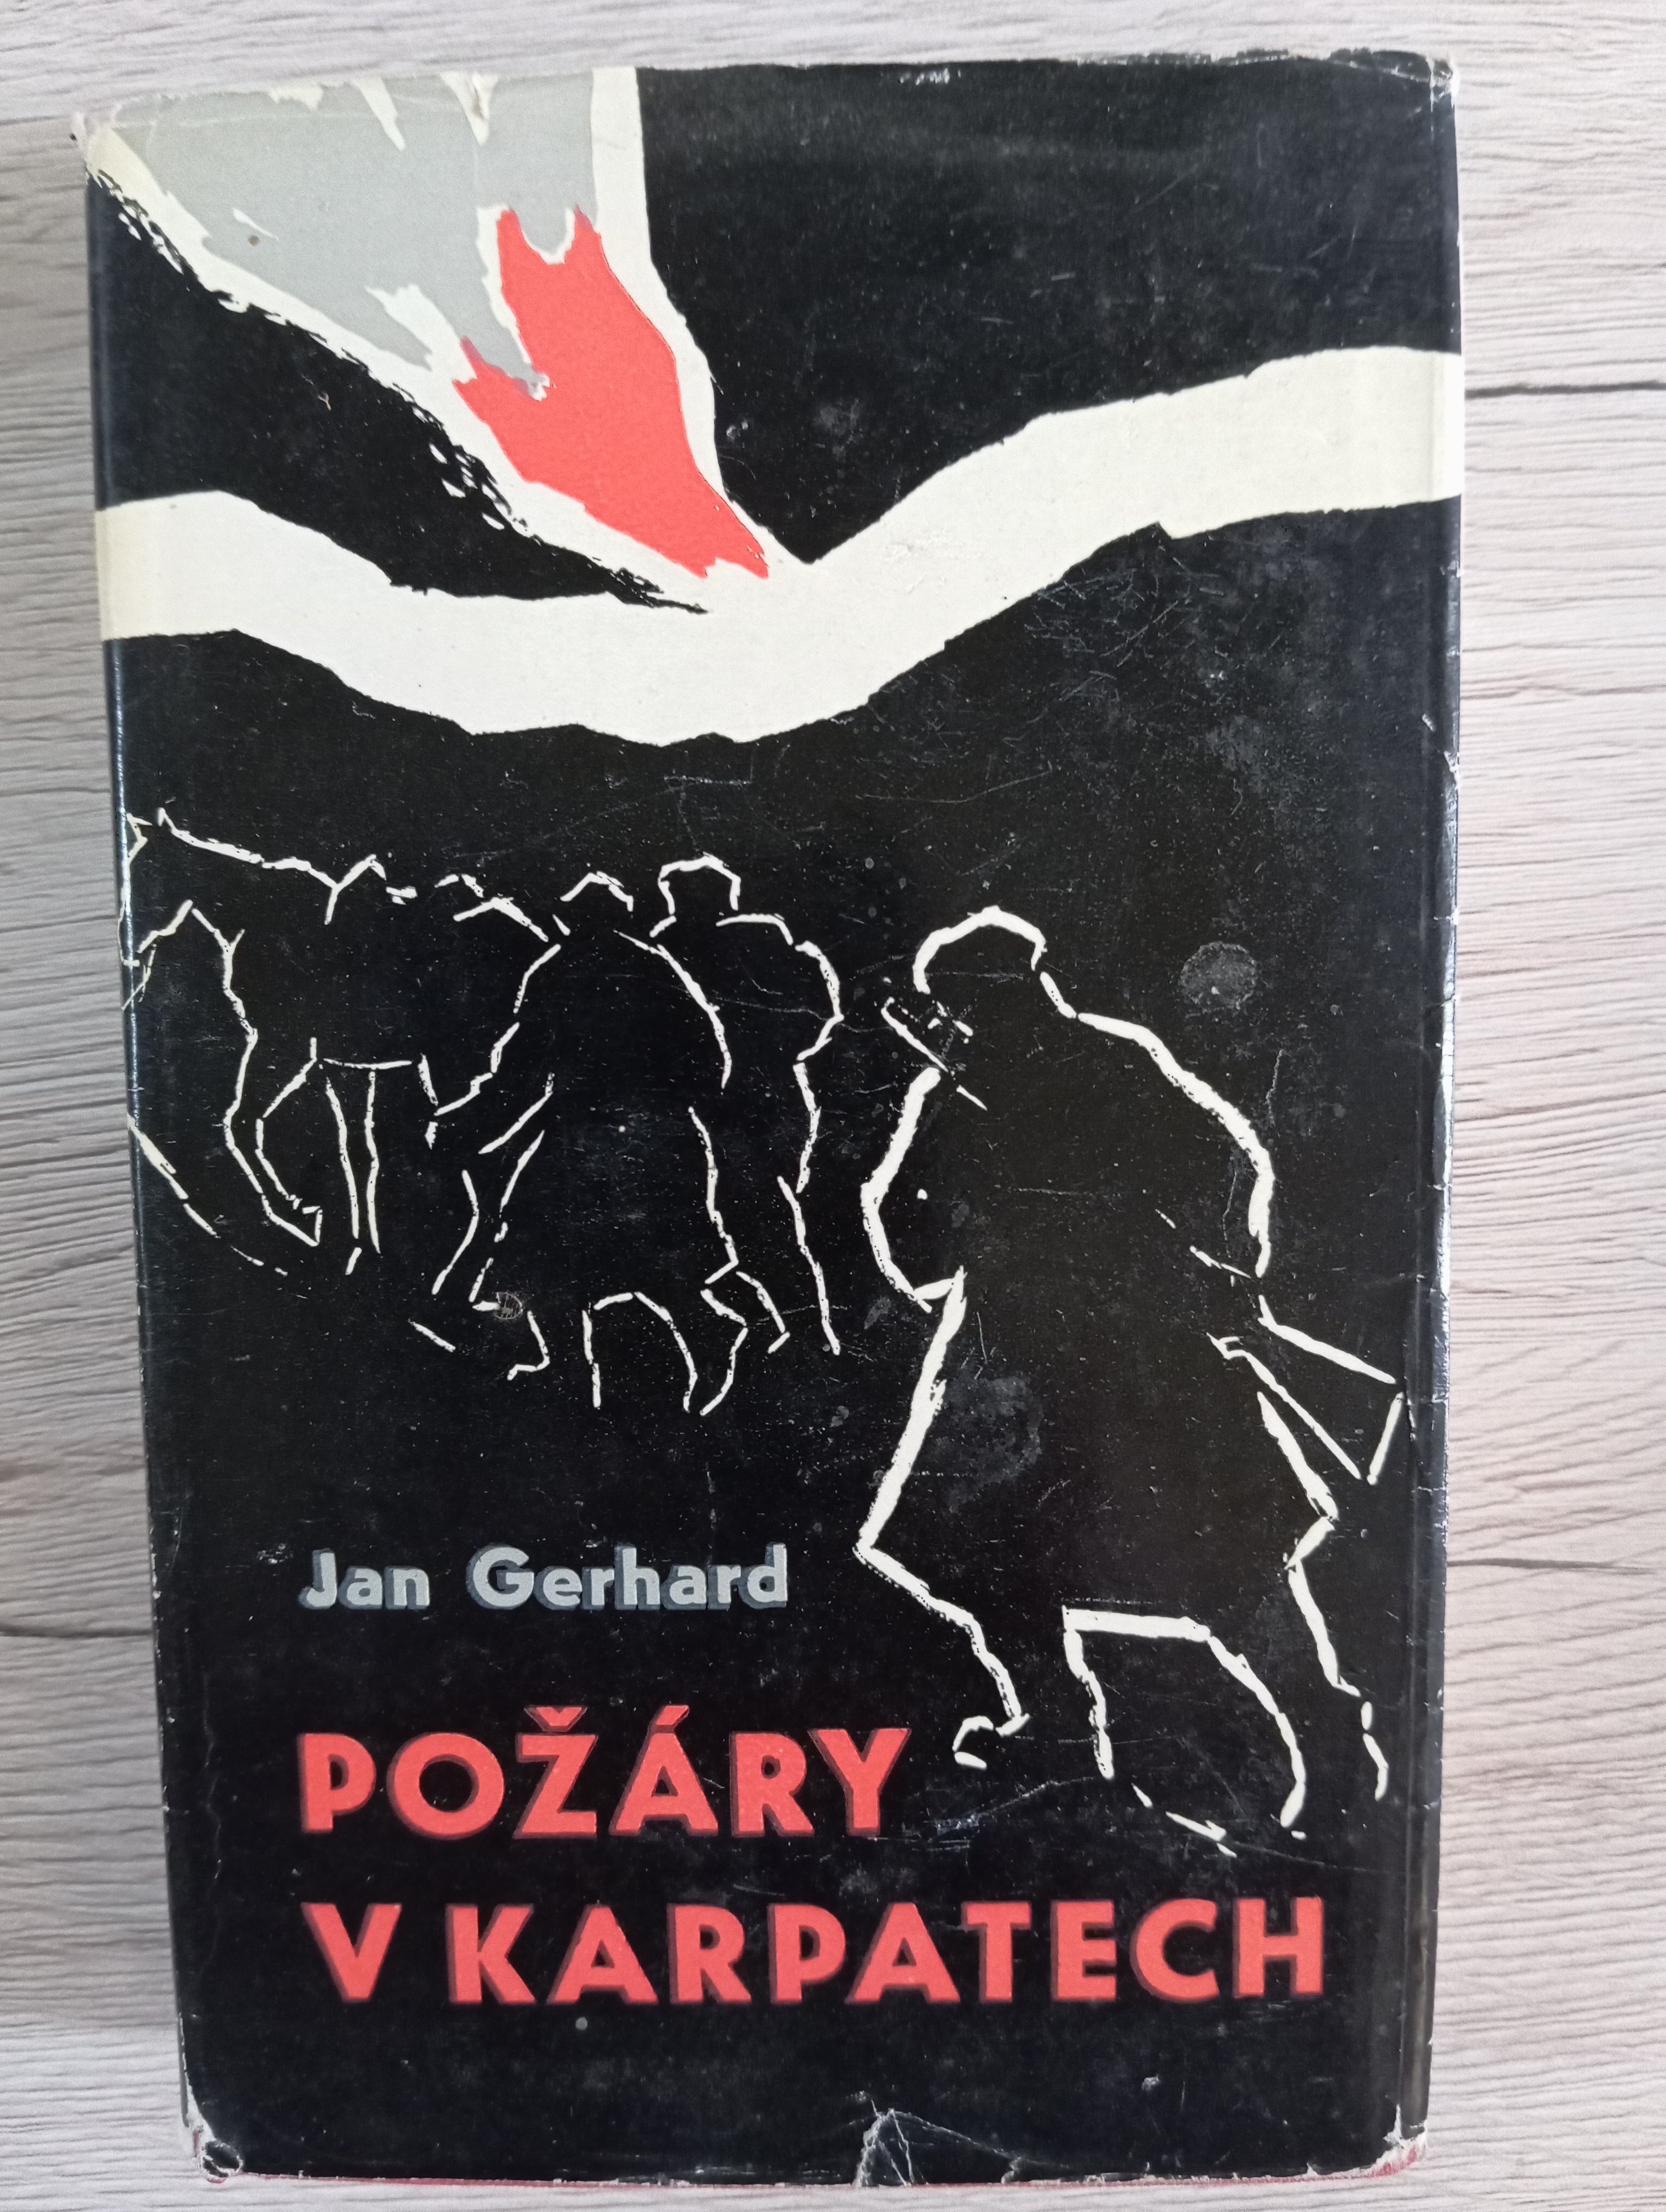 Jan Gerhard
POŽÁRY
V KARPATECH